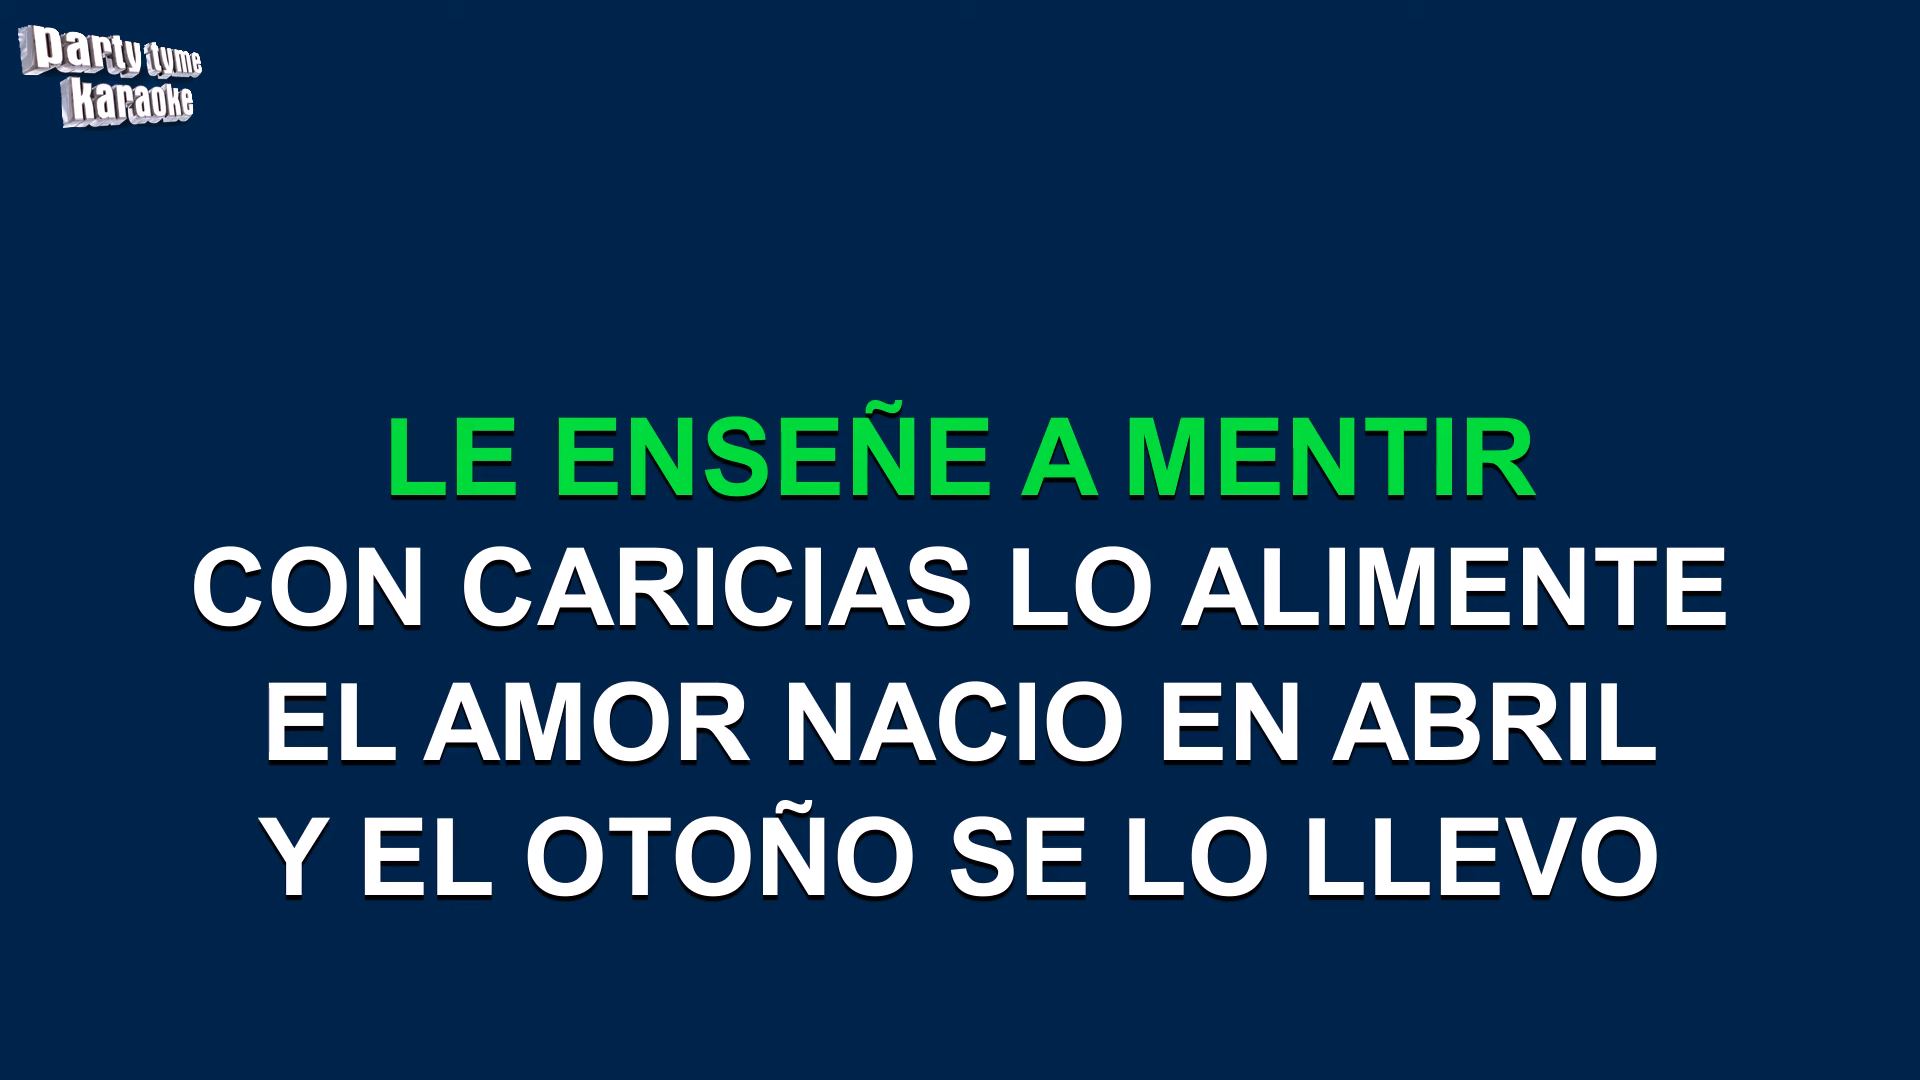 party tyme
karaoke
LE ENSEÑE A MENTIR
CON CARICIAS LO ALIMENTE
EL AMOR NACIO EN ABRIL
Y EL OTOÑO SE LO LLEVO